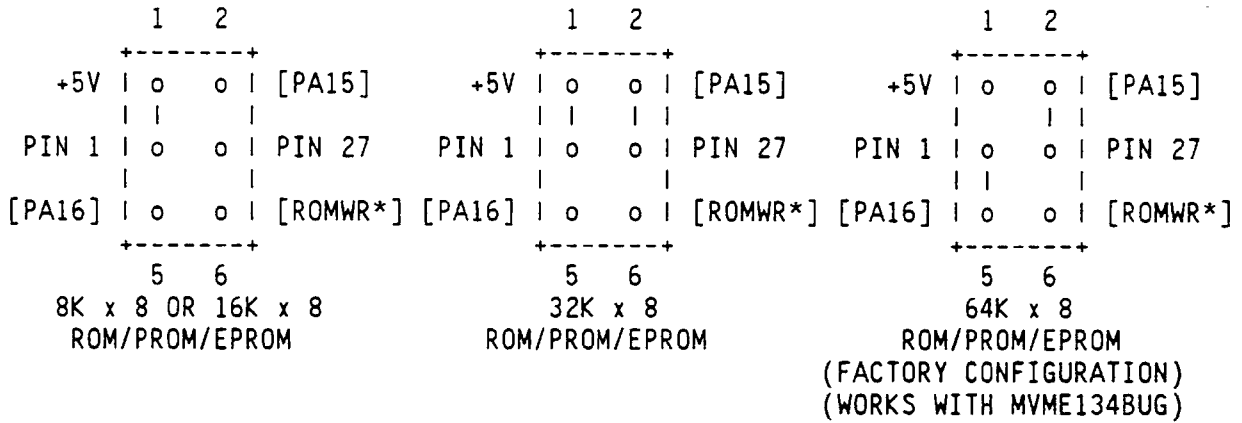 1 2 1 2 1 2
+-------+ +-------+ +-------+
+5V | o o | [PA15] +5V | o o | [PA15] +5V | o o | [PA15]
| | | | | | | | | |
PIN 1 | o o | PIN 27 PIN 1 | o o | PIN 27 PIN 1 | o o | PIN 27
| | | | | | |
[PA16] | o o | [ROMWR*] [PA16] | o o | [ROMWR*] [PA16] | o o | [ROMWR*]
+-------+ +-------+ +-------+
5 6 5 6 5 6
8K x 8 OR 16K x 8 32K x 8 64K x 8
ROM/PROM/EPROM ROM/PROM/EPROM ROM/PROM/EPROM
(FACTORY CONFIGURATION)
(WORKS WITH MVME134BUG)